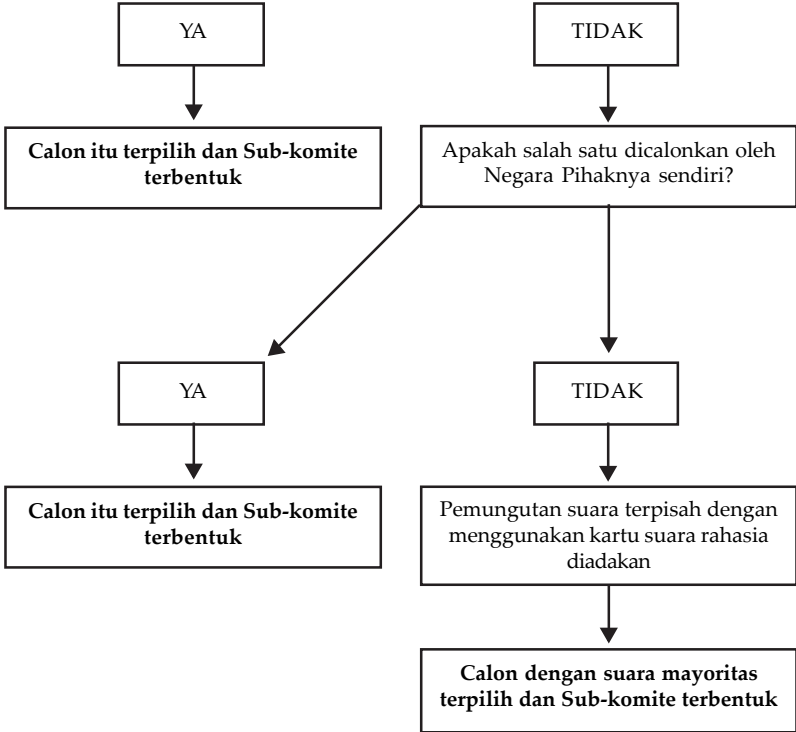 YA
TIDAK
Calon itu terpilih dan Sub-komite
terbentuk
Apakah salah satu dicalonkan oleh
Negara Pihaknya sendiri?
YA
TIDAK
Calon itu terpilih dan Sub-komite
terbentuk
Pemungutan suara terpisah dengan
menggunakan kartu suara rahasia
diadakan
Calon dengan suara mayoritas
terpilih dan Sub-komite terbentuk